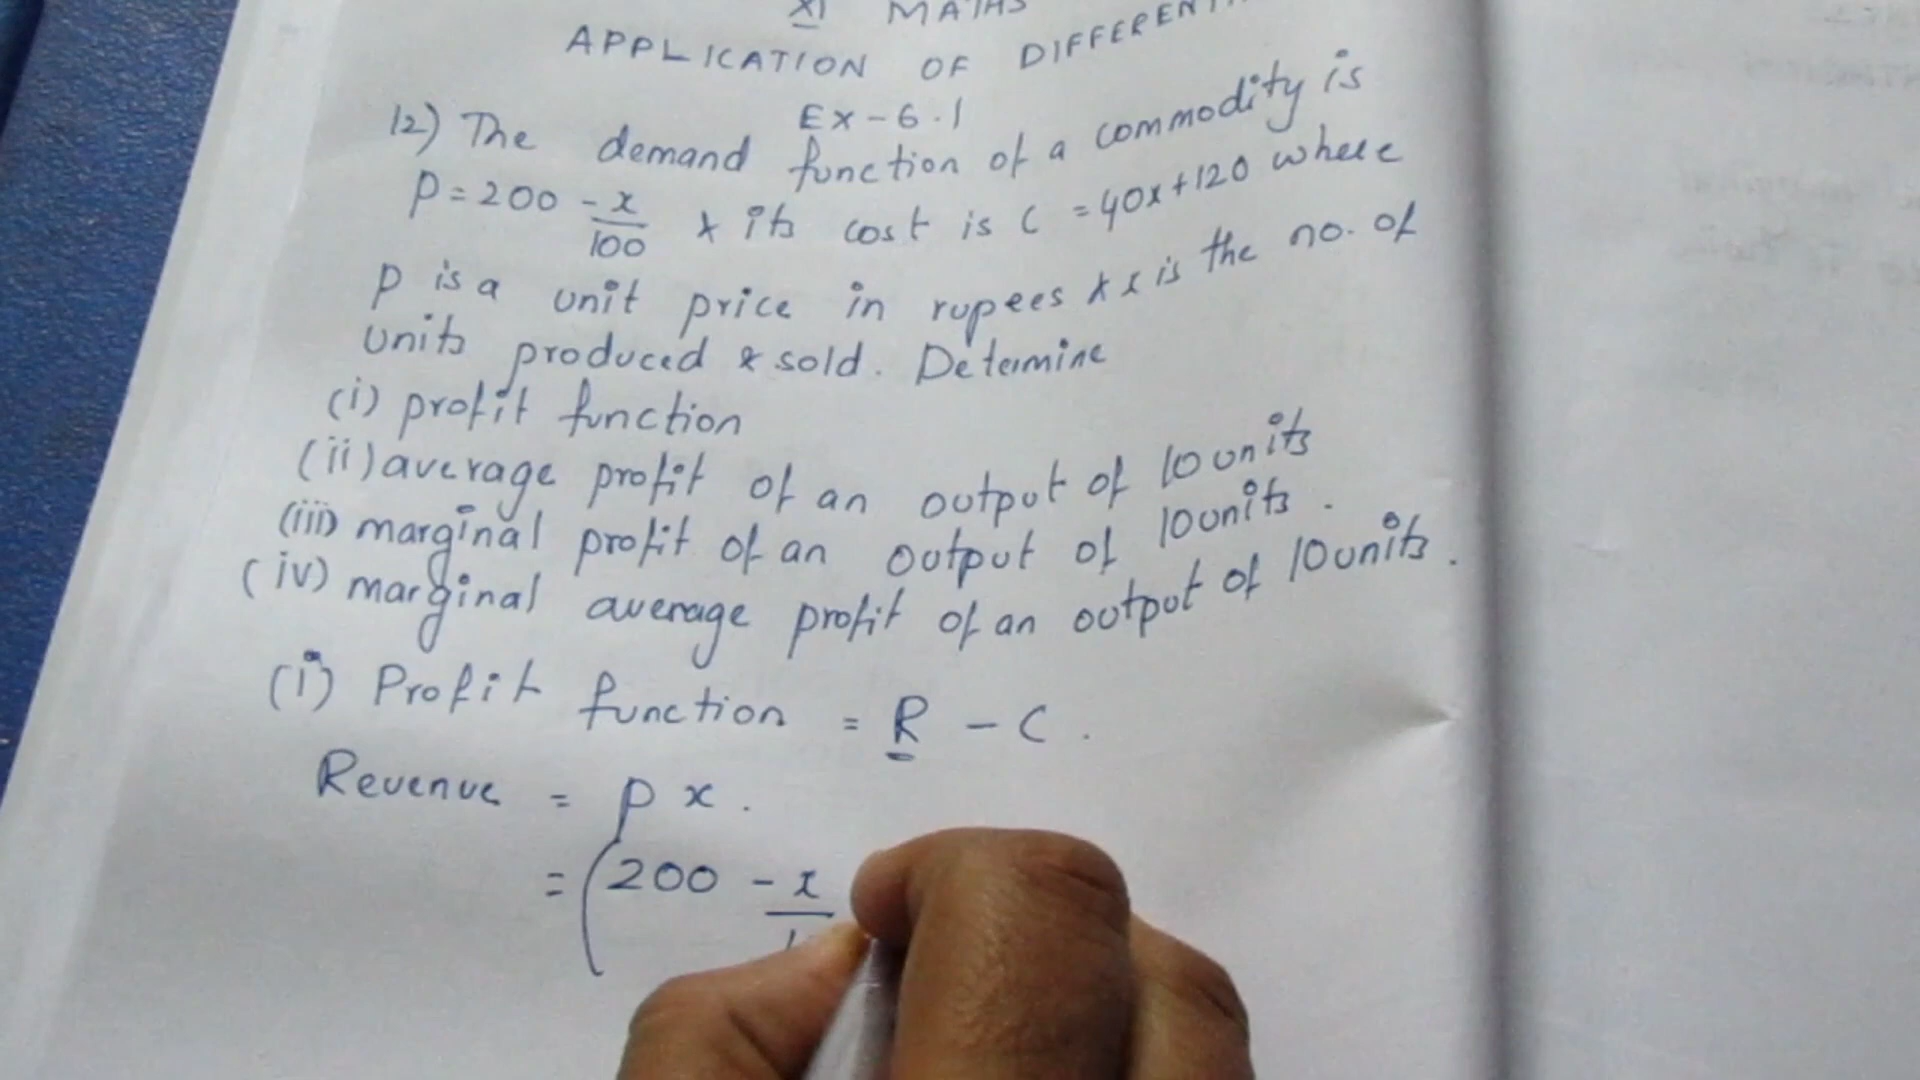 XI MATHS
APPLICATION OF
Ex-6.1
12) The demand function of a commodity is
P=200 - x/100 & its cost is C =40x+120 where
p is a unit price in rupees & x is the no. of
units produced & sold. Determine
(i) profit function
(ii) average profit of an output of 10 units
(iii) marginal profit of an output of 10 units.
(iv) marginal average profit of an output of 10 units.
(i) Profit function = R - C.
Revenue = p x.
= (200 - x